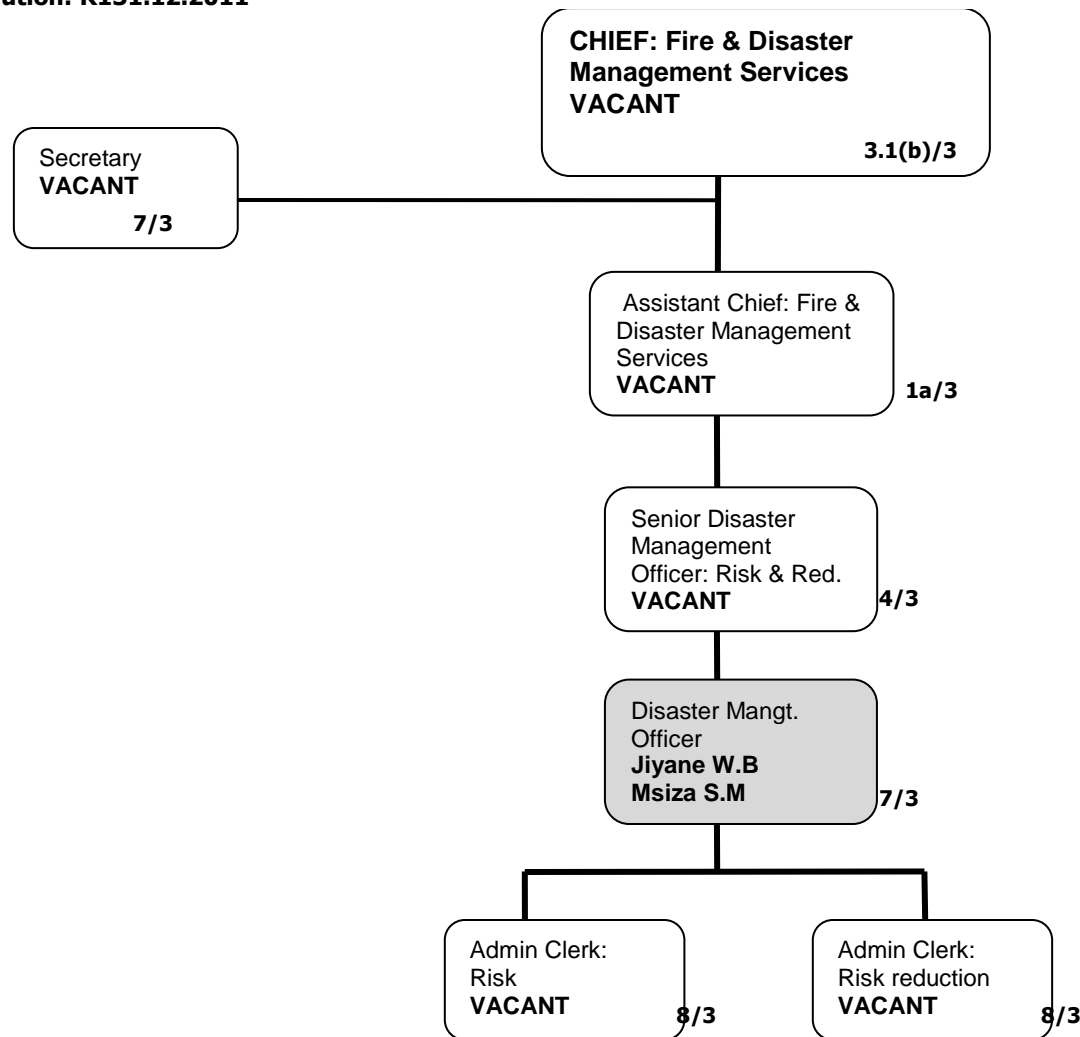 CHIEF: Fire & Disaster
Management Services
VACANT
3.1(b)/3
Secretary
VACANT
7/3
Assistant Chief: Fire &
Disaster Management
Services
VACANT
1a/3
Senior Disaster
Management
Officer: Risk & Red.
VACANT
4/3
Disaster Mangt.
Officer
Jiyane W.B
Msiza S.M
7/3
Admin Clerk:
Risk
VACANT
8/3
Admin Clerk:
Risk reduction
VACANT
8/3